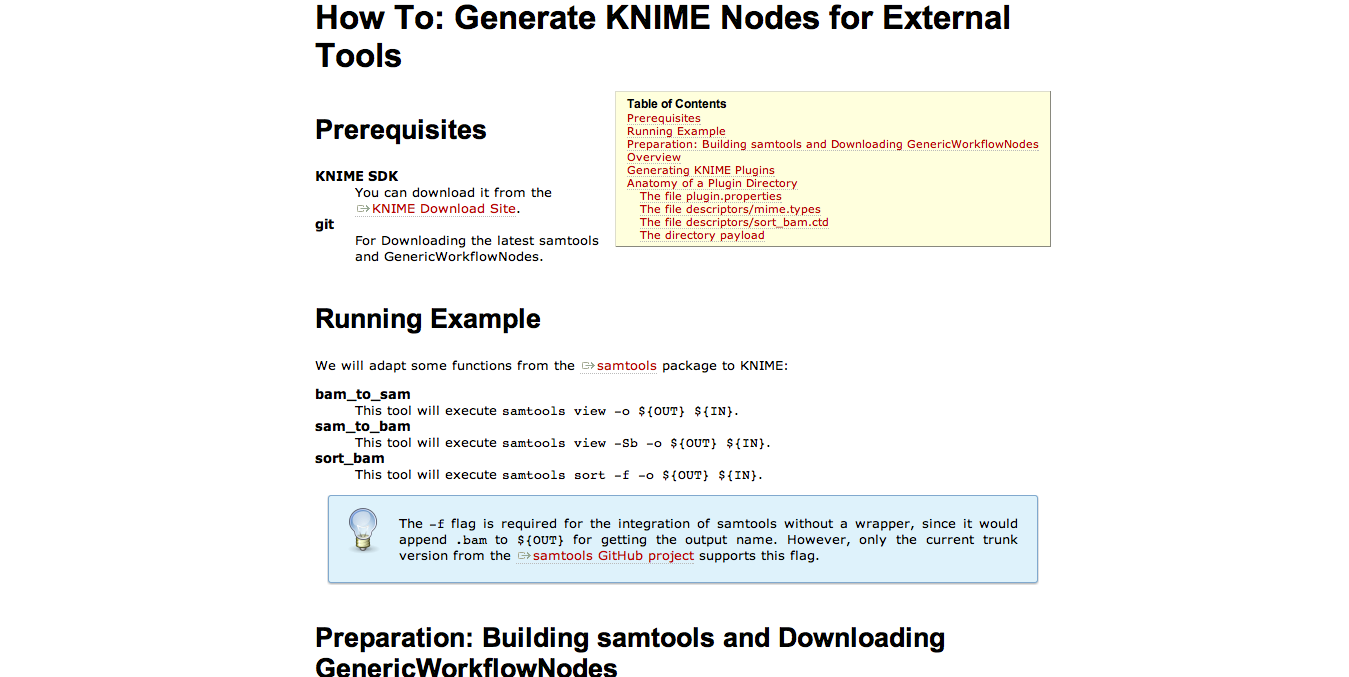 How To: Generate KNIME Nodes for External
Tools
Table of Contents
Prerequisites
Running Example
Preparation: Building samtools and Downloading GenericWorkflowNodes
Overview
Generating KNIME Plugins
Anatomy of a Plugin Directory
The file plugin.properties
The file descriptors/mime.types
The file descriptors/sort_bam.ctd
The directory payload
Prerequisites
KNIME SDK
You can download it from the
KNIME Download Site.
git
For Downloading the latest samtools
and GenericWorkflowNodes.
Running Example
We will adapt some functions from the samtools package to KNIME:
bam_to_sam
This tool will execute samtools view -o ${OUT} ${IN}.
sam_to_bam
This tool will execute samtools view -Sb -o ${OUT} ${IN}.
sort_bam
This tool will execute samtools sort -f -o ${OUT} ${IN}.
The -f flag is required for the integration of samtools without a wrapper, since it would
append .bam to ${OUT} for getting the output name. However, only the current trunk
version from the samtools GitHub project supports this flag.
Preparation: Building samtools and Downloading
GenericWorkflowNodes